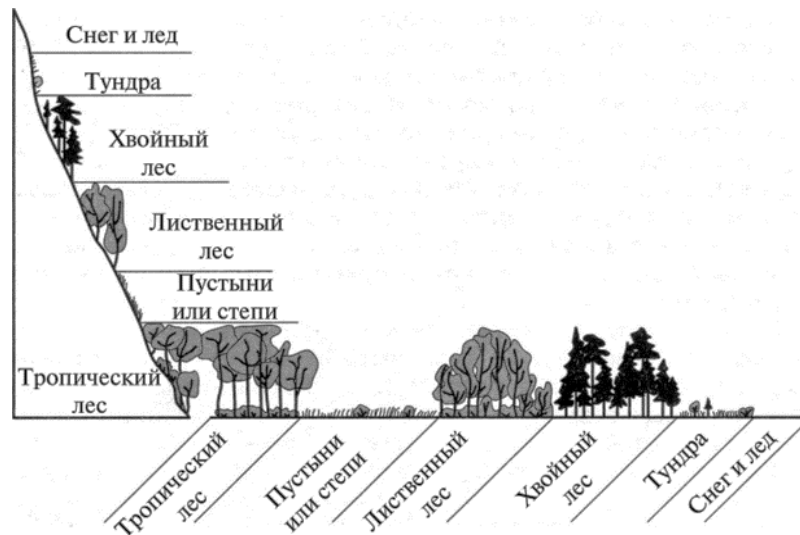 Снег и лед
Тундра
Хвойный
лес
Лиственный
лес
Пустыни
или степи
Тропический
лес
Тропический
лес
Пустыни
или степи
Лиственный
лес
Хвойный
лес
Тундра
Снег и лед